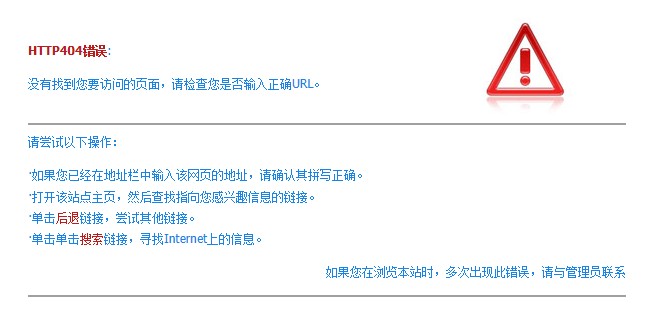 HTTP404错误:
没有找到您要访问的页面，请检查您是否输入正确URL。
请尝试以下操作：
·如果您已经在地址栏中输入该网页的地址，请确认其拼写正确。
·打开该站点主页，然后查找指向您感兴趣信息的链接。
·单击后退链接，尝试其他链接。
·单击单击搜索链接，寻找Internet上的信息。
如果您在浏览本站时，多次出现此错误，请与管理员联系